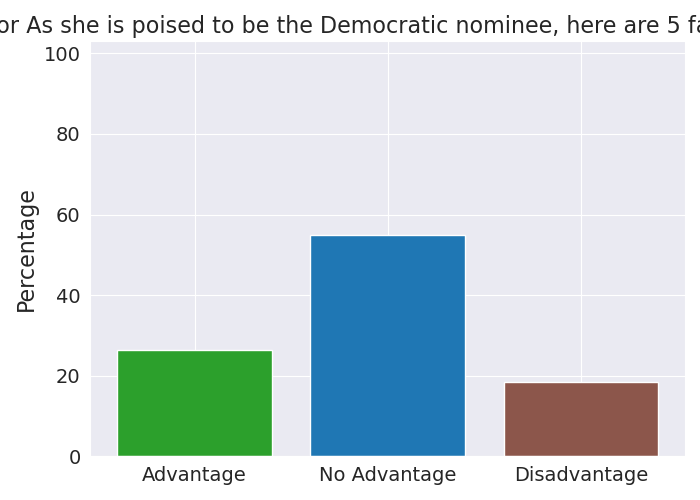 or As she is poised to be the Democratic nominee, here are 5 fa
100
80
60
40
20
0
Percentage
Advantage
No Advantage
Disadvantage